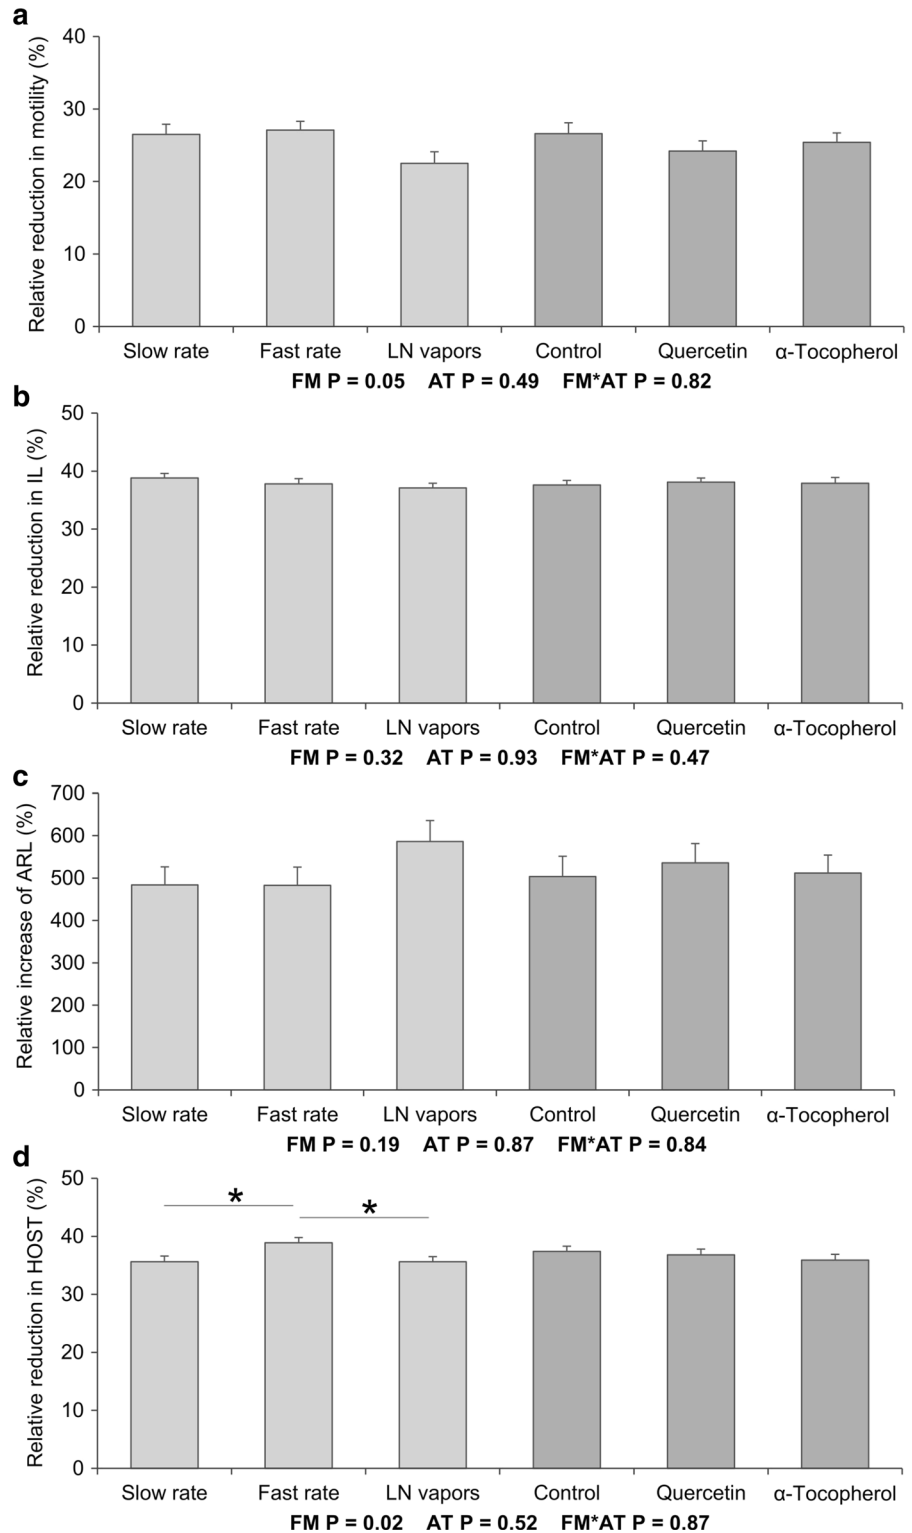 a
Relative reduction in motility (%)
40
30
20
10
0
Slow rate Fast rate LN vapors Control Quercetin α-Tocopherol
FM P = 0.05 AT P = 0.49 FM*AT P = 0.82
b
Relative reduction in IL (%)
50
40
30
20
10
0
Slow rate Fast rate LN vapors Control Quercetin α-Tocopherol
FM P = 0.32 AT P = 0.93 FM*AT P = 0.47
c
Relative increase of ARL (%)
700
600
500
400
300
200
100
0
Slow rate Fast rate LN vapors Control Quercetin α-Tocopherol
FM P = 0.19 AT P = 0.87 FM*AT P = 0.84
d
Relative reduction in HOST (%)
50
40
30
20
10
0
* *
Slow rate Fast rate LN vapors Control Quercetin α-Tocopherol
FM P = 0.02 AT P = 0.52 FM*AT P = 0.87